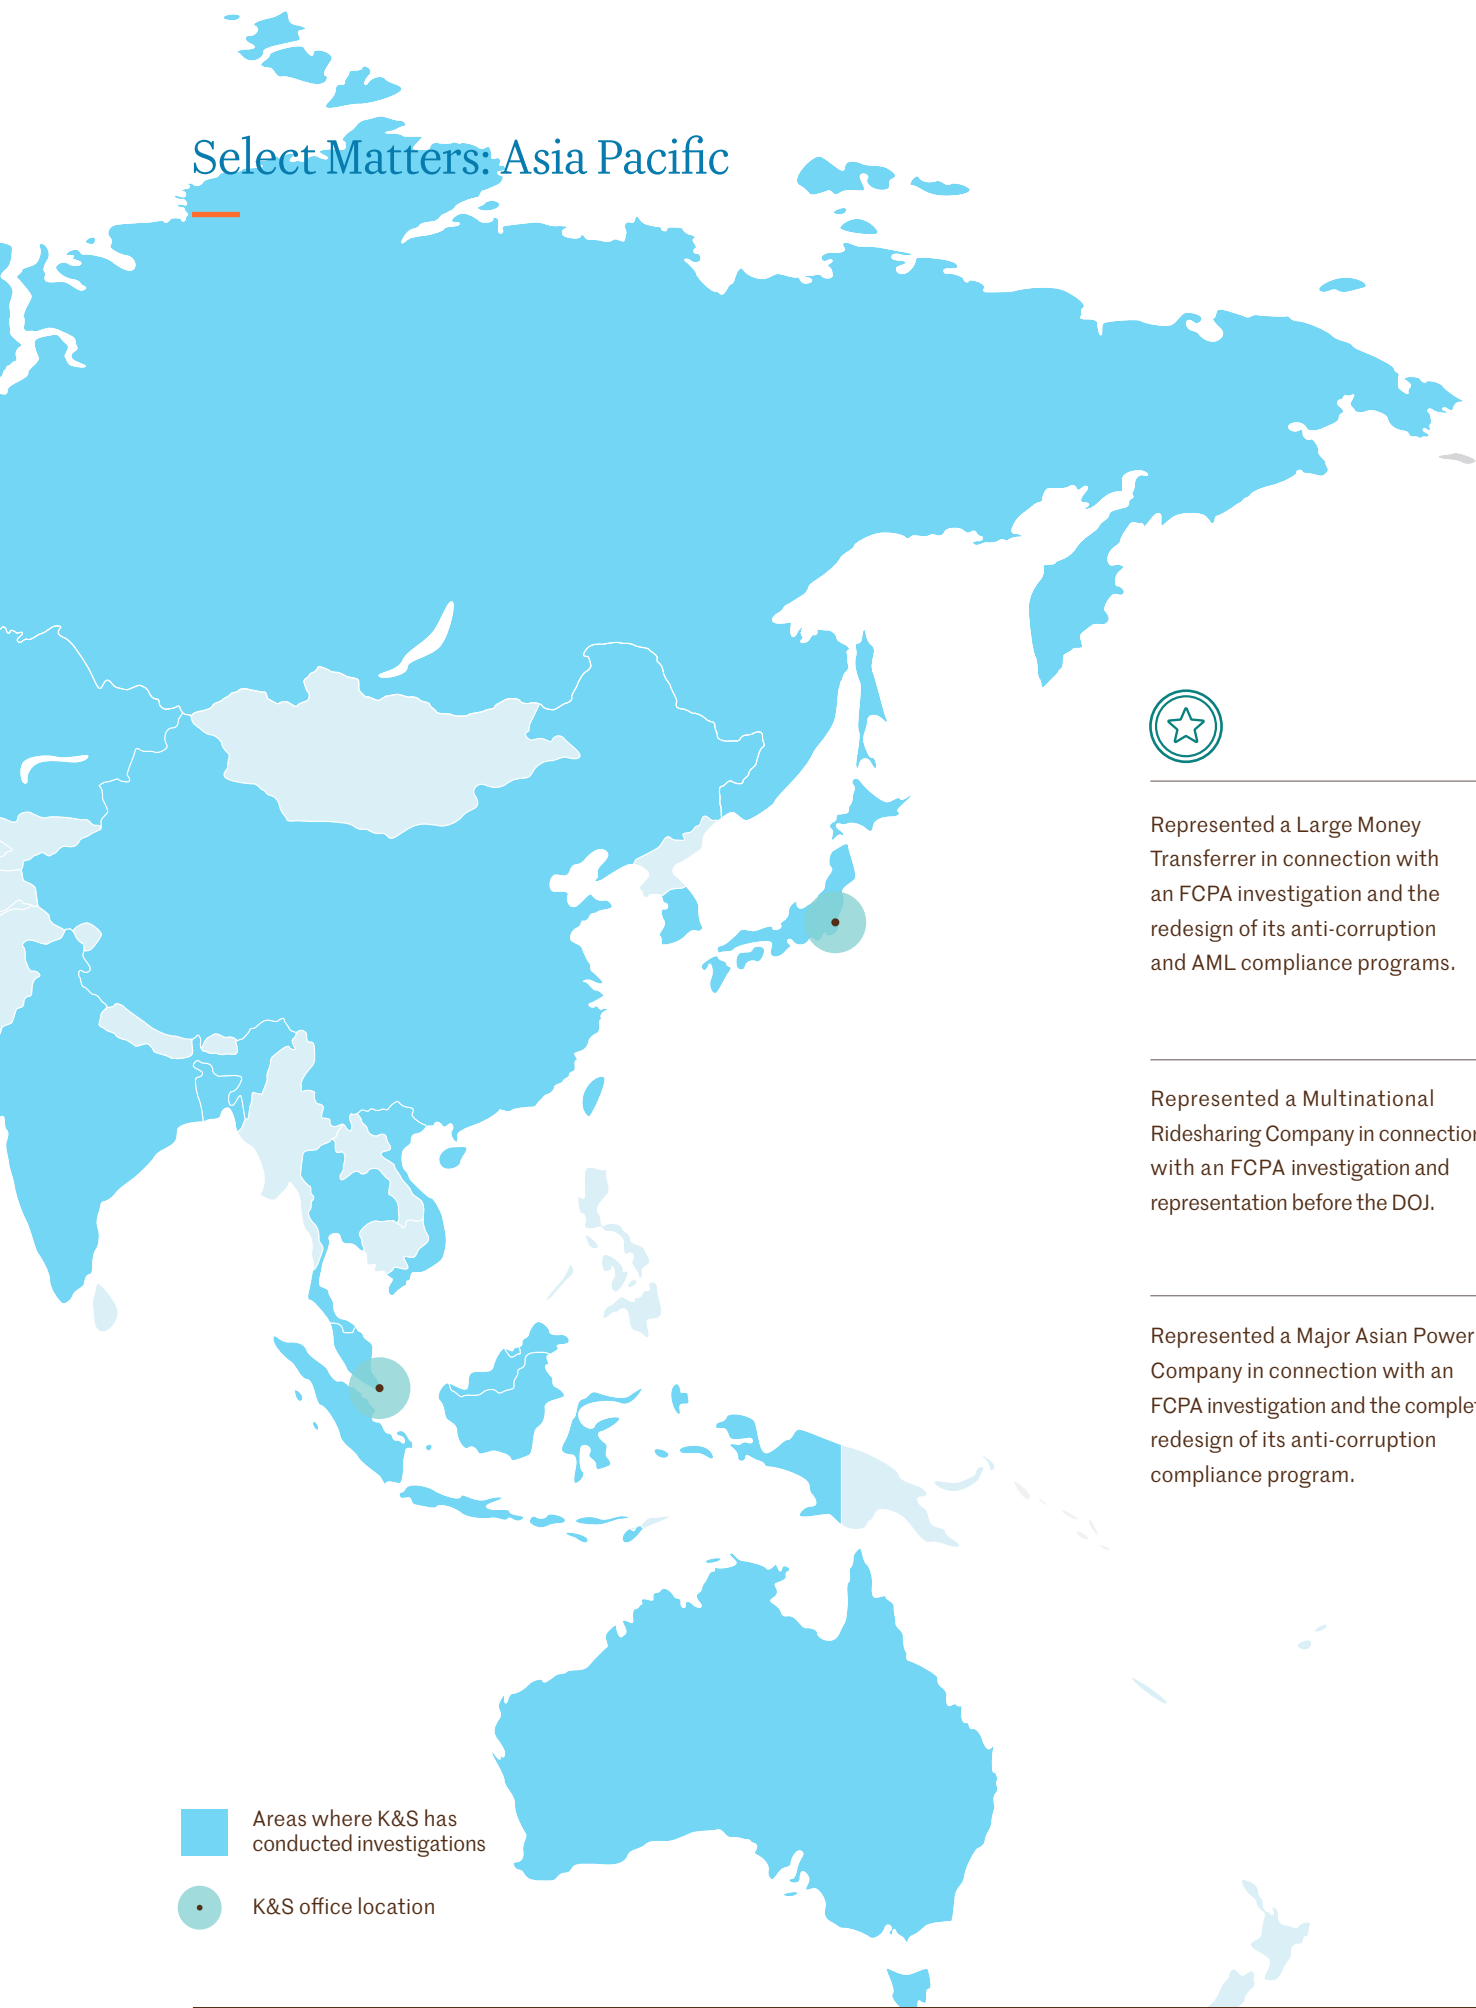 Select Matters: Asia Pacific
Represented a Large Money
Transferrer in connection with
an FCPA investigation and the
redesign of its anti-corruption
and AML compliance programs.
Represented a Multinational
Ridesharing Company in connection
with an FCPA investigation and
representation before the DOJ.
Represented a Major Asian Power
Company in connection with an
FCPA investigation and the
redesign of its anti-corruption
compliance program.
Areas where K&S has
conducted investigations
K&S office location